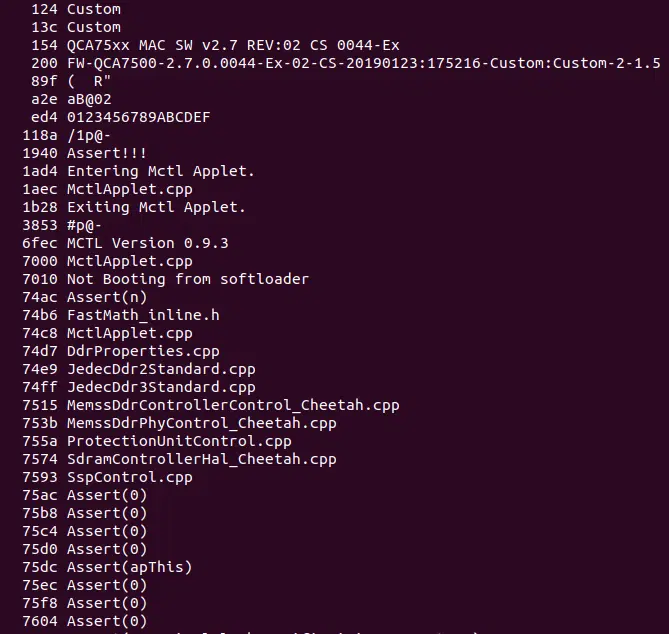 124 Custom
13c Custom
154 QCA75xx MAC SW v2.7 REV:02 CS 0044-Ex
200 FW-QCA7500-2.7.0.0044-Ex-02-CS-20190123:175216-Custom:Custom-2-1.5
89f (  R"
a2e aB@02
ed4 0123456789ABCDEF
118a /1p@-
1940 Assert!!!
1ad4 Entering Mctl Applet.
1aec MctlApplet.cpp
1b28 Exiting Mctl Applet.
3853 #p@-
6fec MCTL Version 0.9.3
7000 MctlApplet.cpp
7010 Not Booting from softloader
74ac Assert(n)
74b6 FastMath_inline.h
74c8 MctlApplet.cpp
74d7 DdrProperties.cpp
74e9 JedecDdr2Standard.cpp
74ff JedecDdr3Standard.cpp
7515 MemssDdrControllerControl_Cheetah.cpp
753b MemssDdrPhyControl_Cheetah.cpp
755a ProtectionUnitControl.cpp
7574 SdramControllerHal_Cheetah.cpp
7593 SspControl.cpp
75ac Assert(0)
75b8 Assert(0)
75c4 Assert(0)
75d0 Assert(0)
75dc Assert(apThis)
75ec Assert(0)
75f8 Assert(0)
7604 Assert(0)